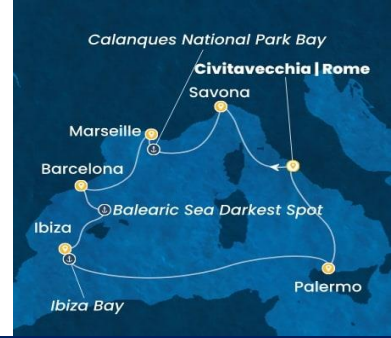 Calanques National Park Bay
Civitavecchia | Rome
Savona
Marseille
Barcelona
Balearic Sea Darkest Spot
Ibiza
Palermo
Ibiza Bay